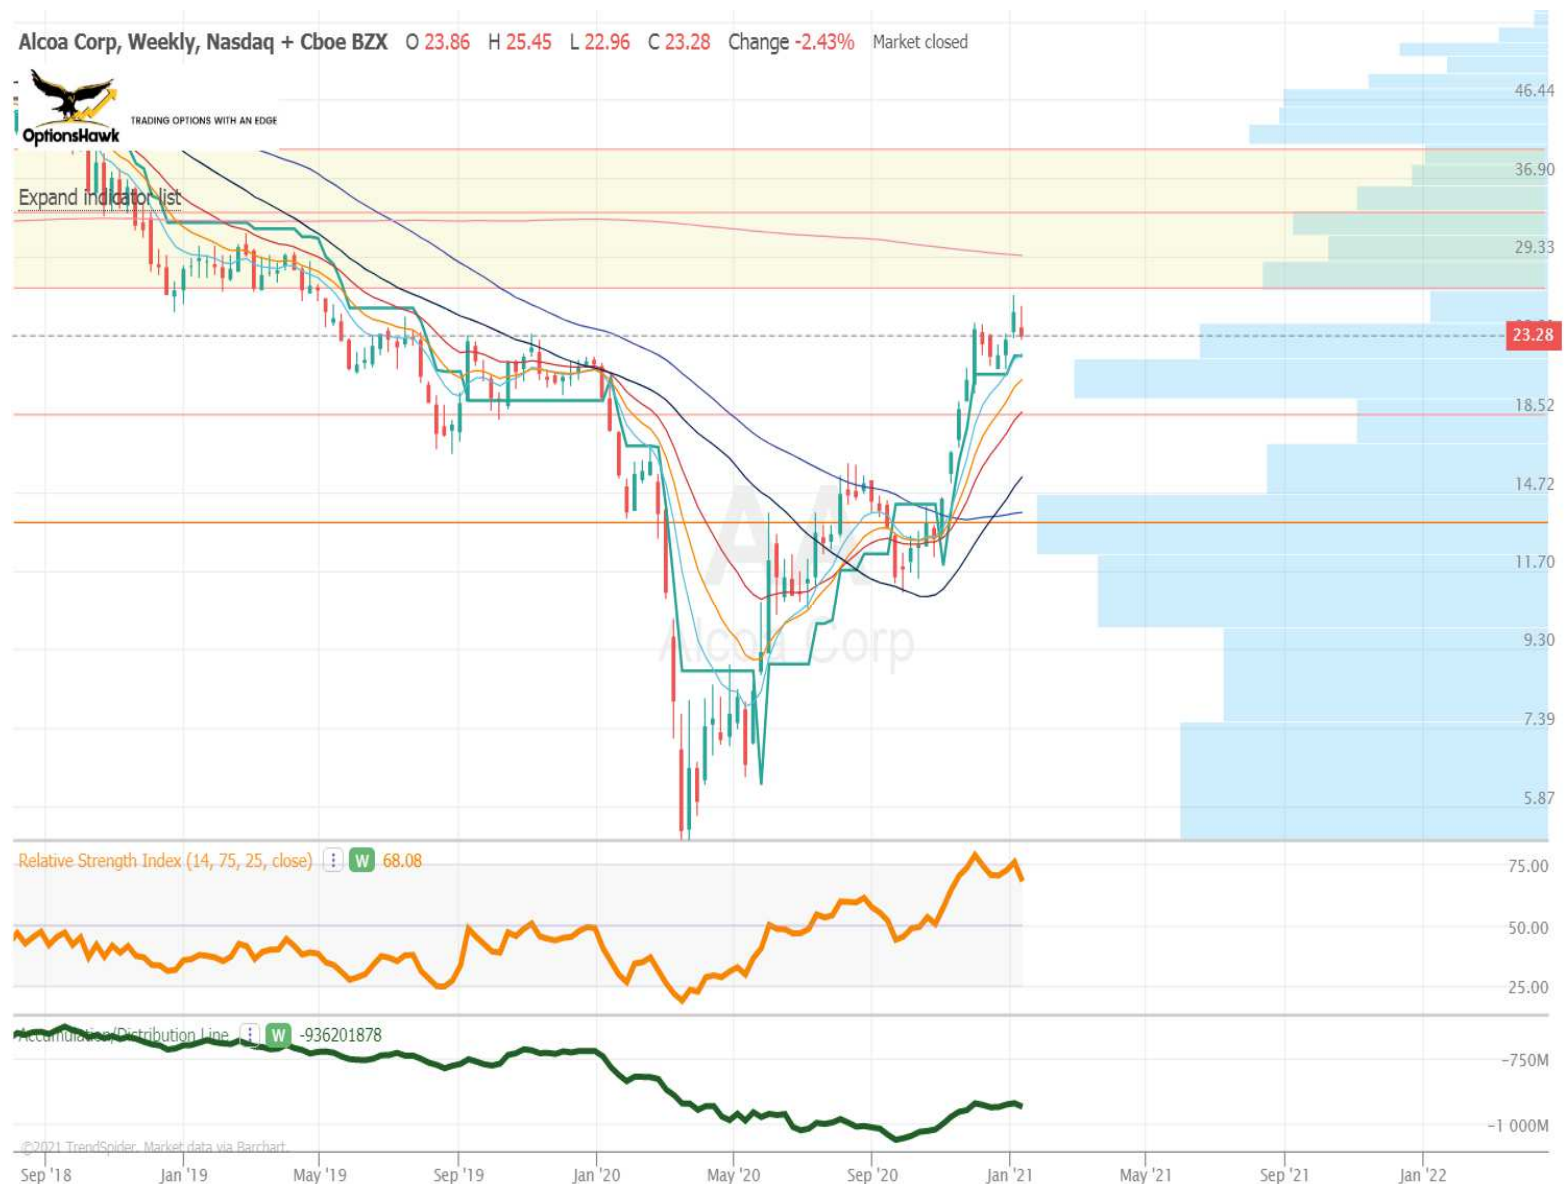 Alcoa Corp, Weekly, Nasdaq + Cboe BZX O 23.86 H 25.45 L 22.96 C 23.28 Change -2.43% Market closed
OptionsHawk
TRADING OPTIONS WITH AN EDGE
Expand indicator list
46.44
36.90
29.33
23.28
18.52
14.72
11.70
9.30
7.39
5.87
AA
Alcoa Corp
Relative Strength Index (14, 75, 25, close) W 68.08
75.00
50.00
25.00
Accumulation/Distribution Line W -936201878
-750M
-1 000M
©2021 TrendSpider. Market data via Barchart.
Sep '18 Jan '19 May '19 Sep '19 Jan '20 May '20 Sep '20 Jan '21 May '21 Sep '21 Jan '22